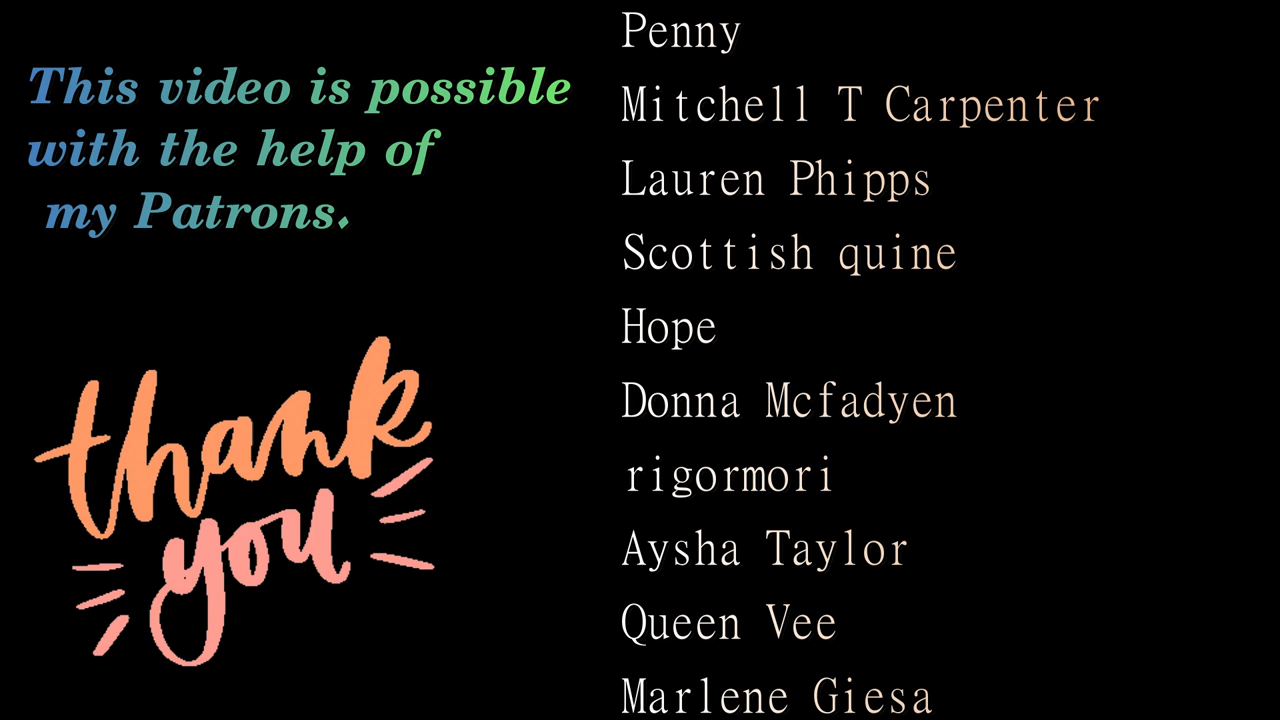 This video is possible
with the help of
my Patrons.
thank
you
Penny
Mitchell T Carpenter
Lauren Phipps
Scottish quine
Hope
Donna Mcfadyen
rigormori
Aysha Taylor
Queen Vee
Marlene Giesa